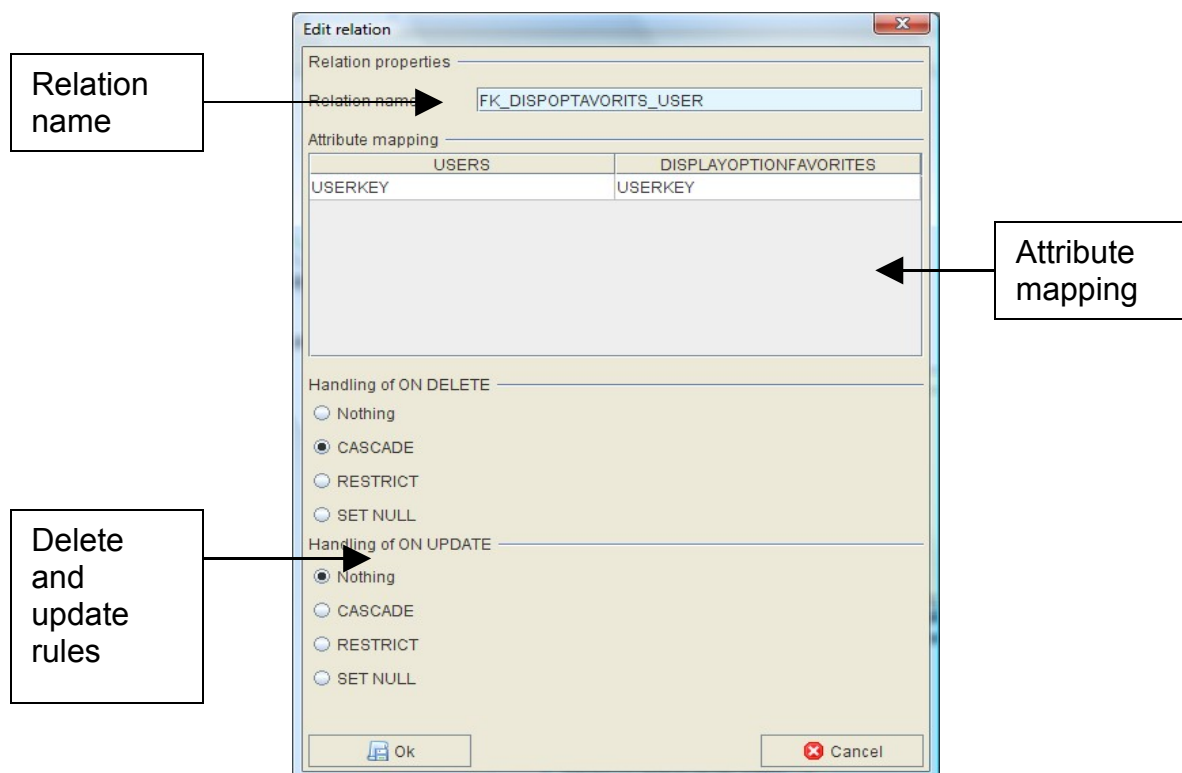 Edit relation
Relation properties
Relation name
Relation name
FK_DISPOPTAVORITS_USER
Attribute mapping
USERS
DISPLAYOPTIONFAVORITES
USERKEY
USERKEY
Attribute
mapping
Handling of ON DELETE
Nothing
CASCADE
RESTRICT
SET NULL
Delete
and
update
rules
Handling of ON UPDATE
Nothing
CASCADE
RESTRICT
SET NULL
Ok
Cancel